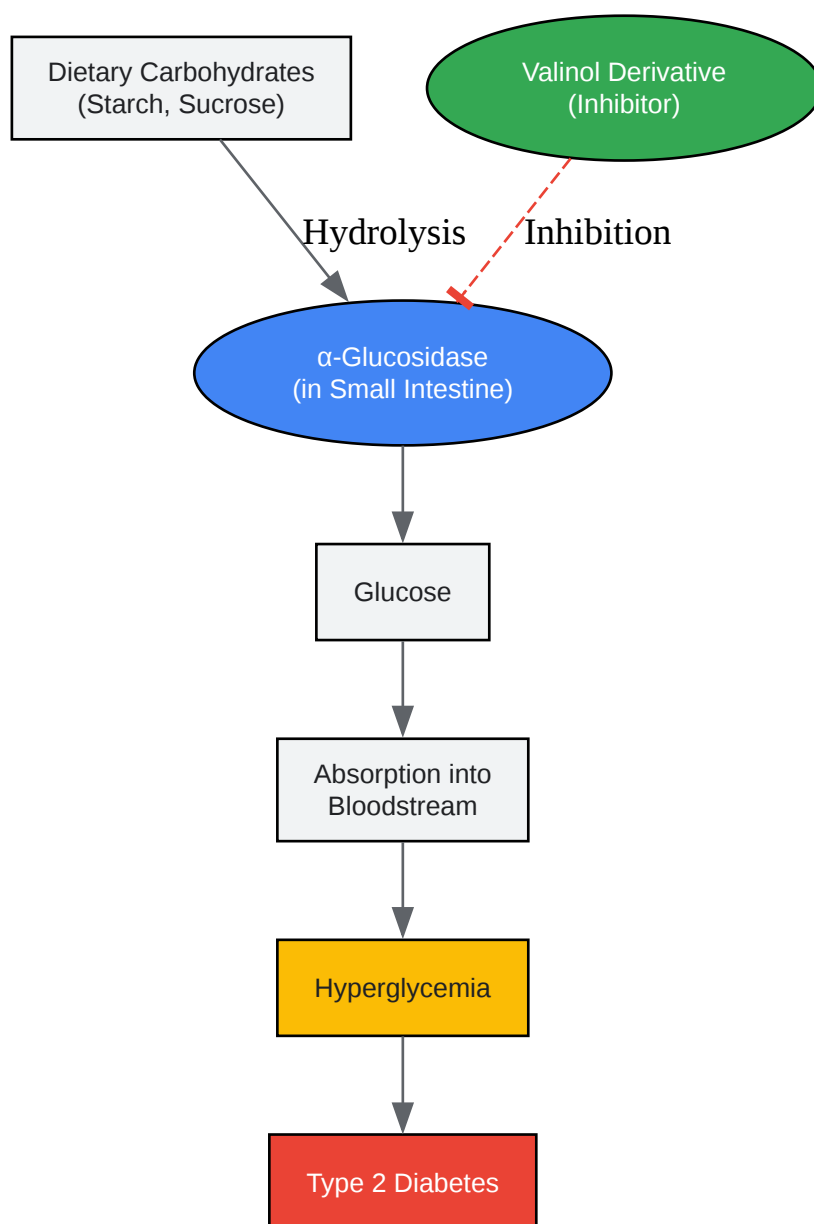 Dietary Carbohydrates
(Starch, Sucrose)
Valinol Derivative
(Inhibitor)
Hydrolysis
Inhibition
α-Glucosidase
(in Small Intestine)
Glucose
Absorption into
Bloodstream
Hyperglycemia
Type 2 Diabetes